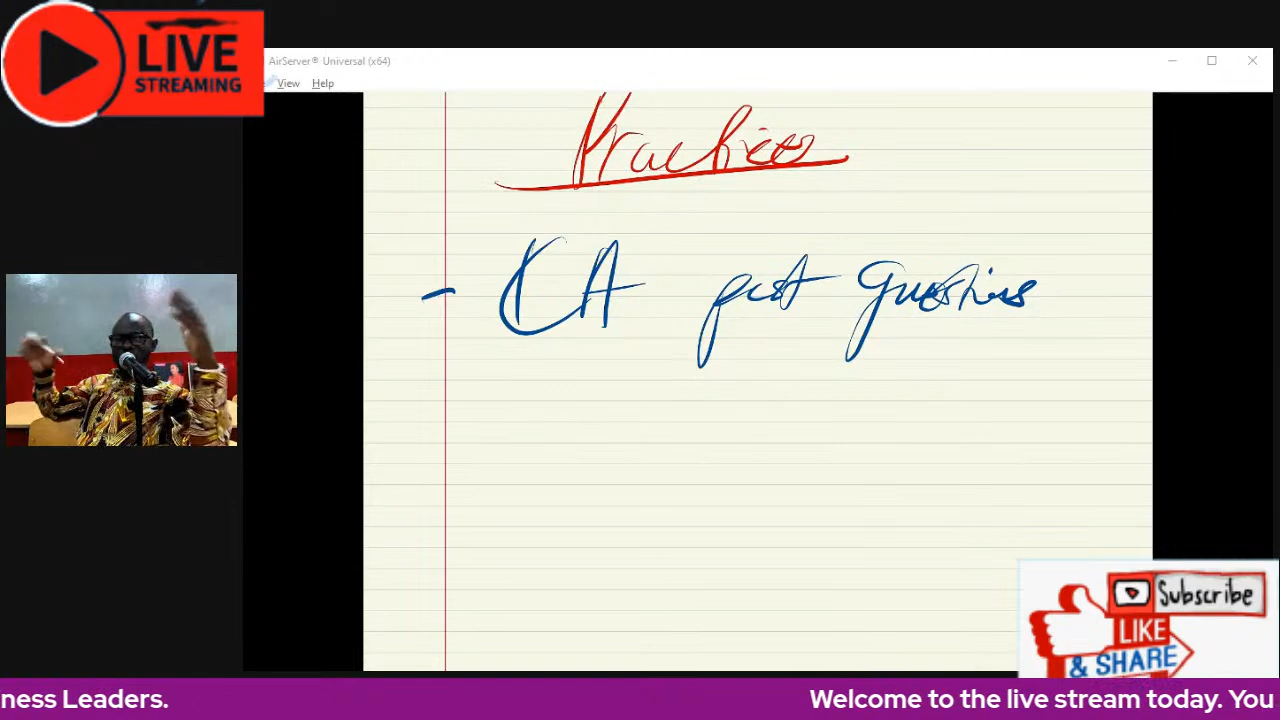 LIVE
STREAMING
AirServer® Universal (x64)
View Help
Practices
- CA past Questions
Subscribe
LIKE
& SHARE
ness Leaders.
Welcome to the live stream today. You